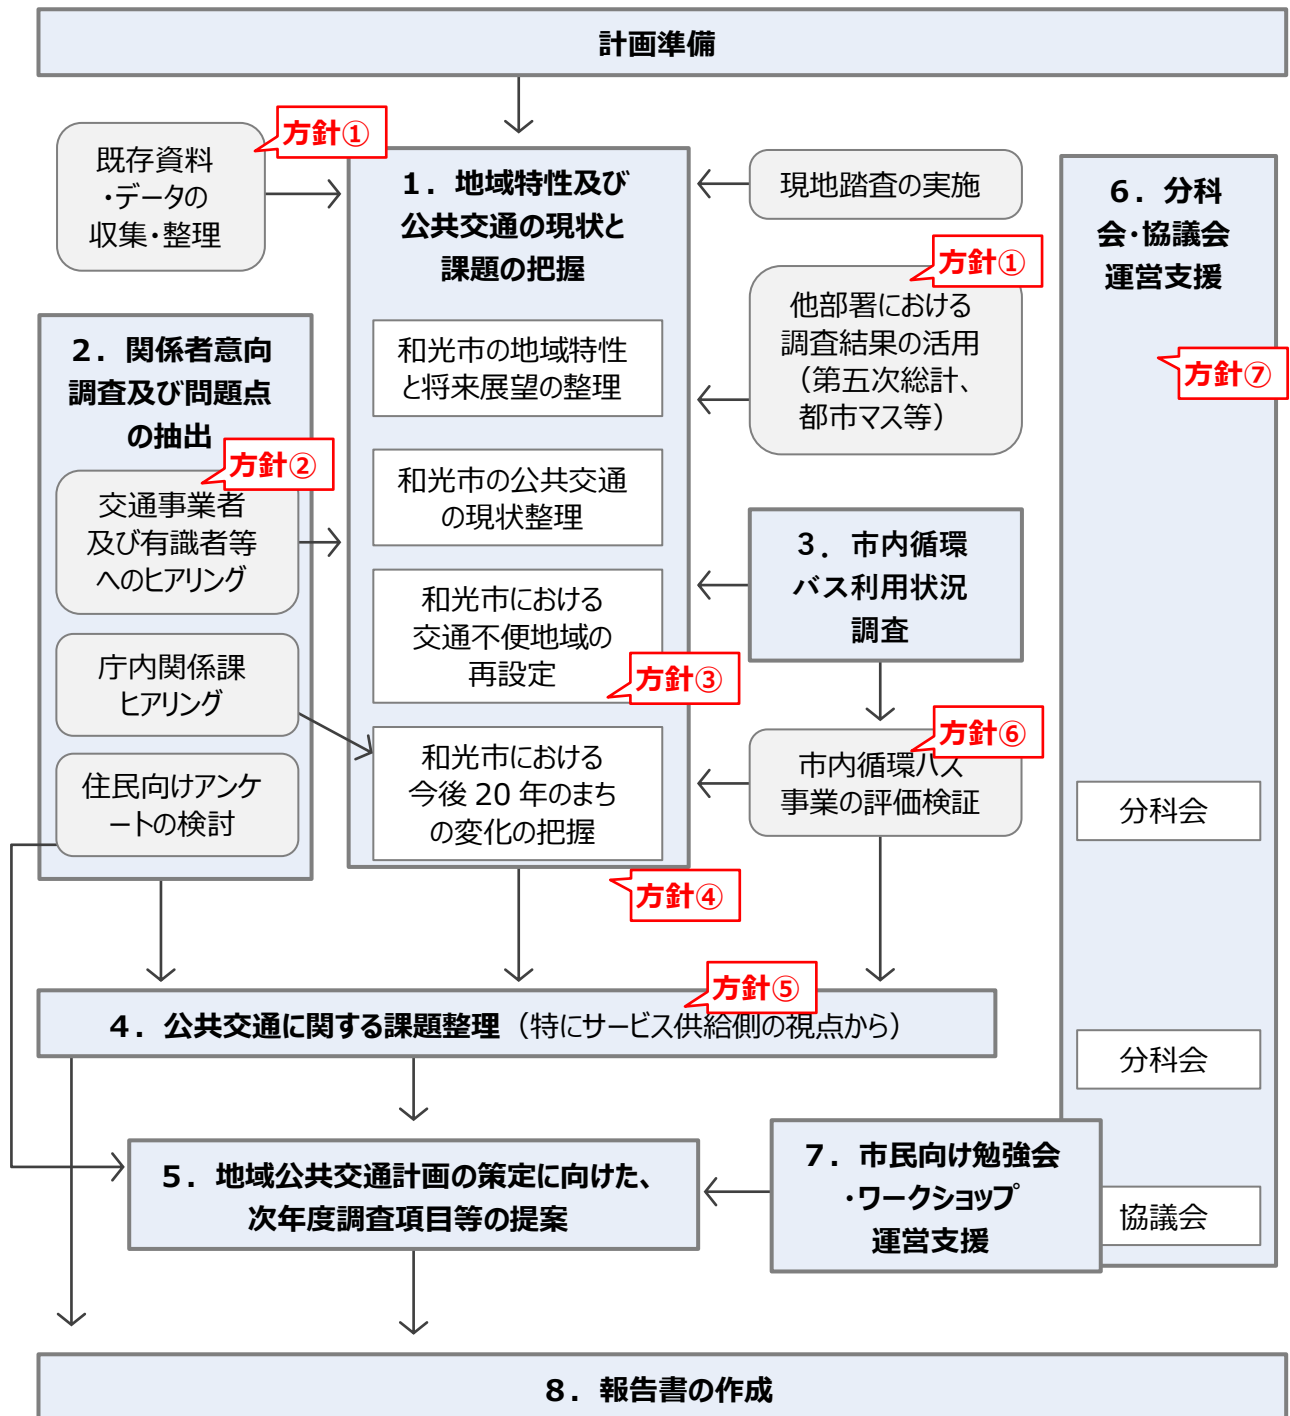 計画準備
方針①
既存資料
・データの
収集・整理
1．地域特性及び
公共交通の現状と
課題の把握
現地踏査の実施
方針①
他部署における
調査結果の活用
（第五次総計、
都市マス等）
6．分科
会・協議会
運営支援
方針⑦
2．関係者意向
調査及び問題点
の抽出
方針②
交通事業者
及び有識者等
へのヒアリング
庁内関係課
ヒアリング
住民向けアンケ
ートの検討
和光市の地域特性
と将来展望の整理
和光市の公共交通
の現状整理
和光市における
交通不便地域の
再設定
方針③
和光市における
今後 20 年のまち
の変化の把握
方針④
3．市内循環
バス利用状況
調査
方針⑥
市内循環バス
事業の評価検証
分科会
方針⑤
4．公共交通に関する課題整理（特にサービス供給側の視点から）
分科会
5．地域公共交通計画の策定に向けた、
次年度調査項目等の提案
7．市民向け勉強会
・ワークショップ
運営支援
協議会
8．報告書の作成